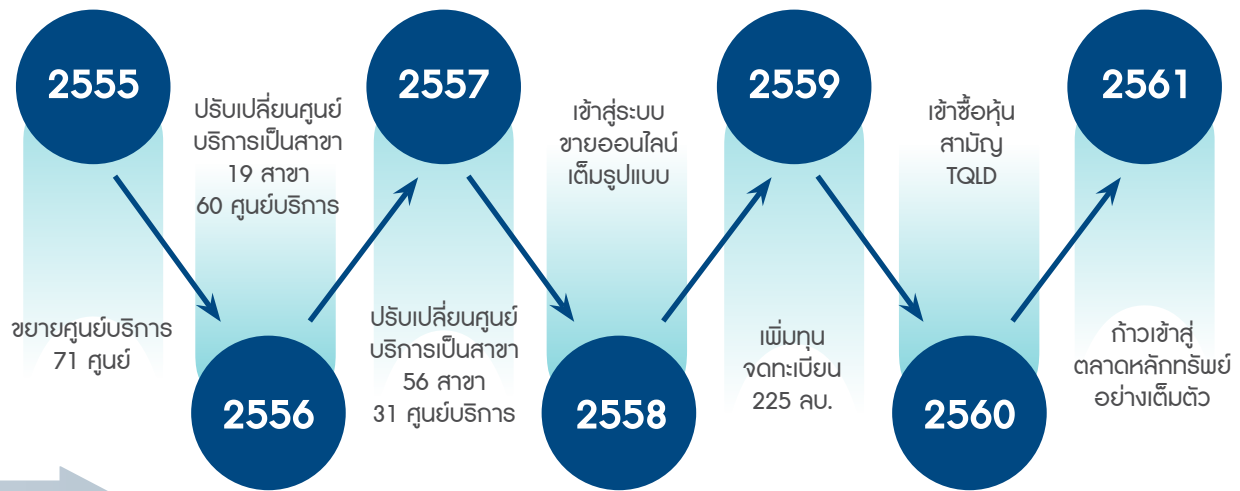 2555
ขยายศูนย์บริการ
71 ศูนย์
ปรับเปลี่ยนศูนย์
บริการเป็นสาขา
19 สาขา
60 ศูนย์บริการ
2556
2557
ปรับเปลี่ยนศูนย์
บริการเป็นสาขา
56 สาขา
31 ศูนย์บริการ
เข้าสู่ระบบ
ขายออนไลน์
เต็มรูปแบบ
2558
2559
เพิ่มทุน
จดทะเบียน
225 ลบ.
เข้าซื้อหุ้น
สามัญ
TQLD
2560
2561
ก้าวเข้าสู่
ตลาดหลักทรัพย์
อย่างเต็มตัว